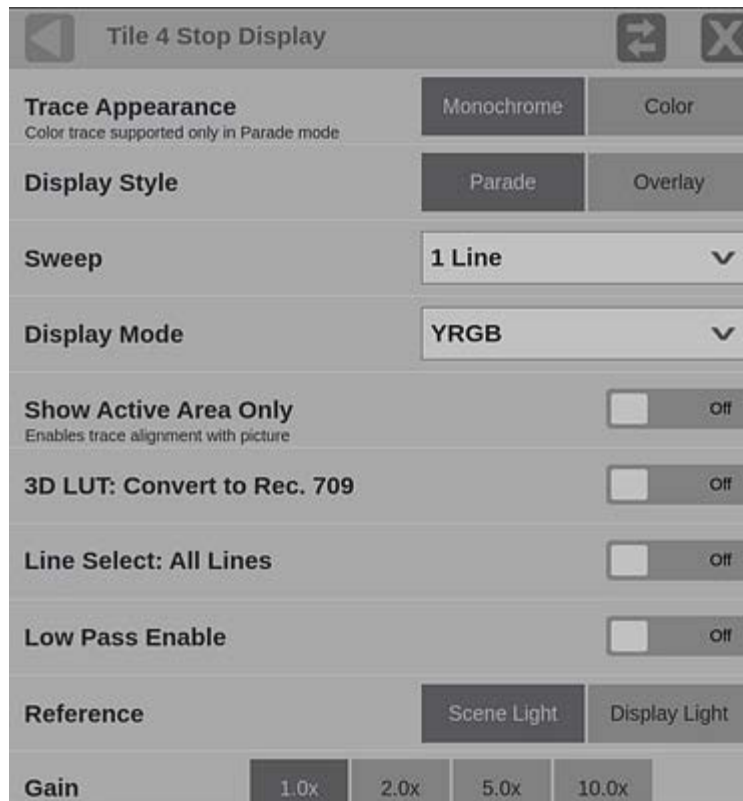 Tile 4 Stop Display
Trace Appearance Monochrome Color
Color trace supported only in Parade mode
Display Style Parade Overlay
Sweep 1 Line
Display Mode YRGB
Show Active Area Only Off
Enables trace alignment with picture
3D LUT: Convert to Rec. 709 Off
Line Select: All Lines Off
Low Pass Enable Off
Reference Scene Light Display Light
Gain 1.0x 2.0x 5.0x 10.0x